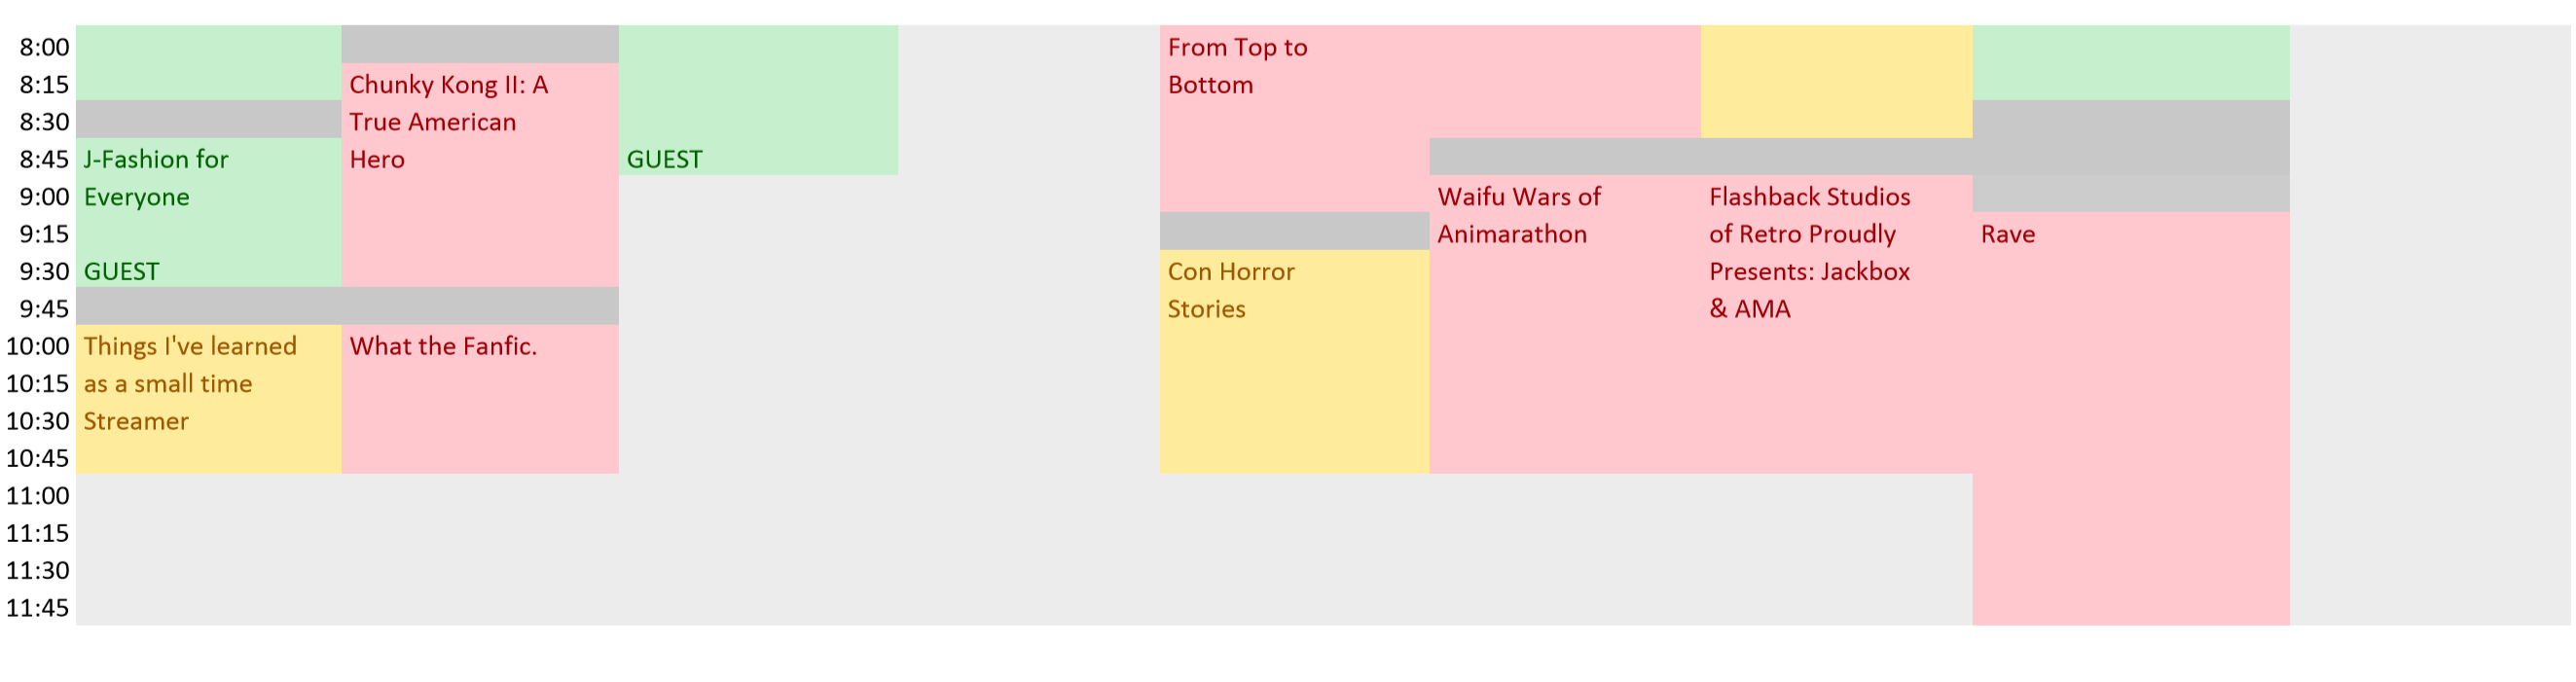 8:00 From Top to
8:15 Chunky Kong II: A Bottom
8:30 True American
8:45 J-Fashion for Hero GUEST
9:00 Everyone Waifu Wars of Flashback Studios
9:15 Animarathon of Retro Proudly Rave
9:30 GUEST Con Horror Presents: Jackbox
9:45 Stories & AMA
10:00 Things I've learned What the Fanfic.
10:15 as a small time
10:30 Streamer
10:45
11:00
11:15
11:30
11:45